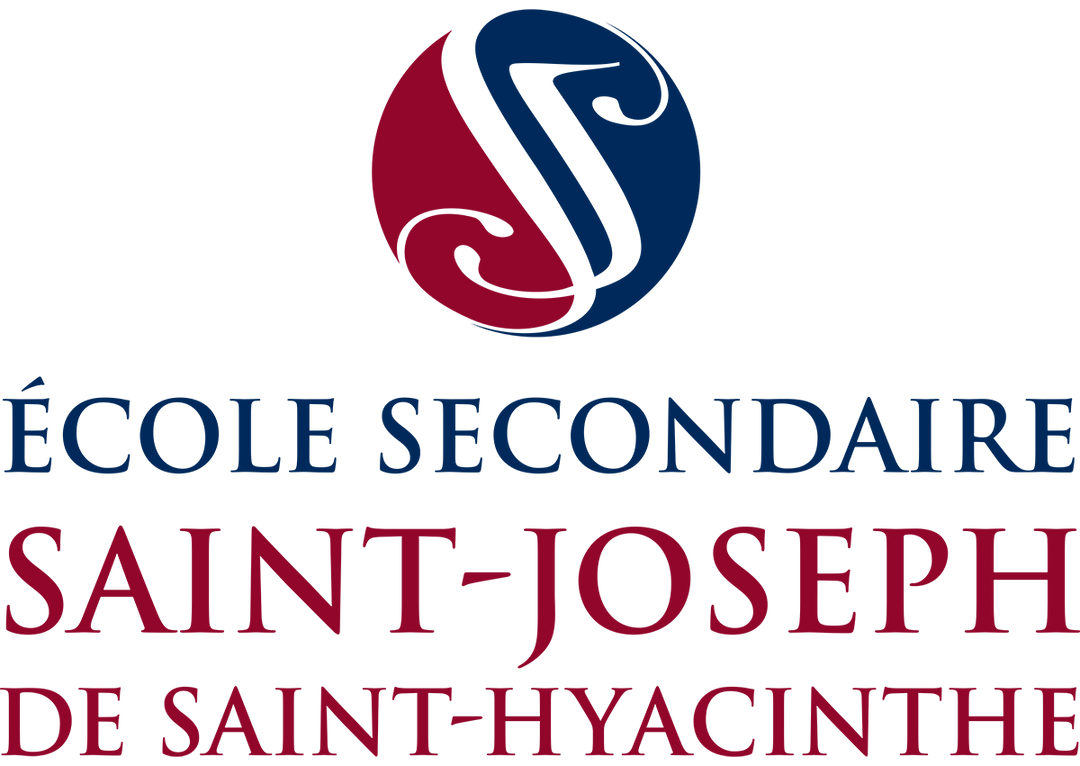 ÉCOLE SECONDAIRE
SAINT-JOSEPH
DE SAINT-HYACINTHE